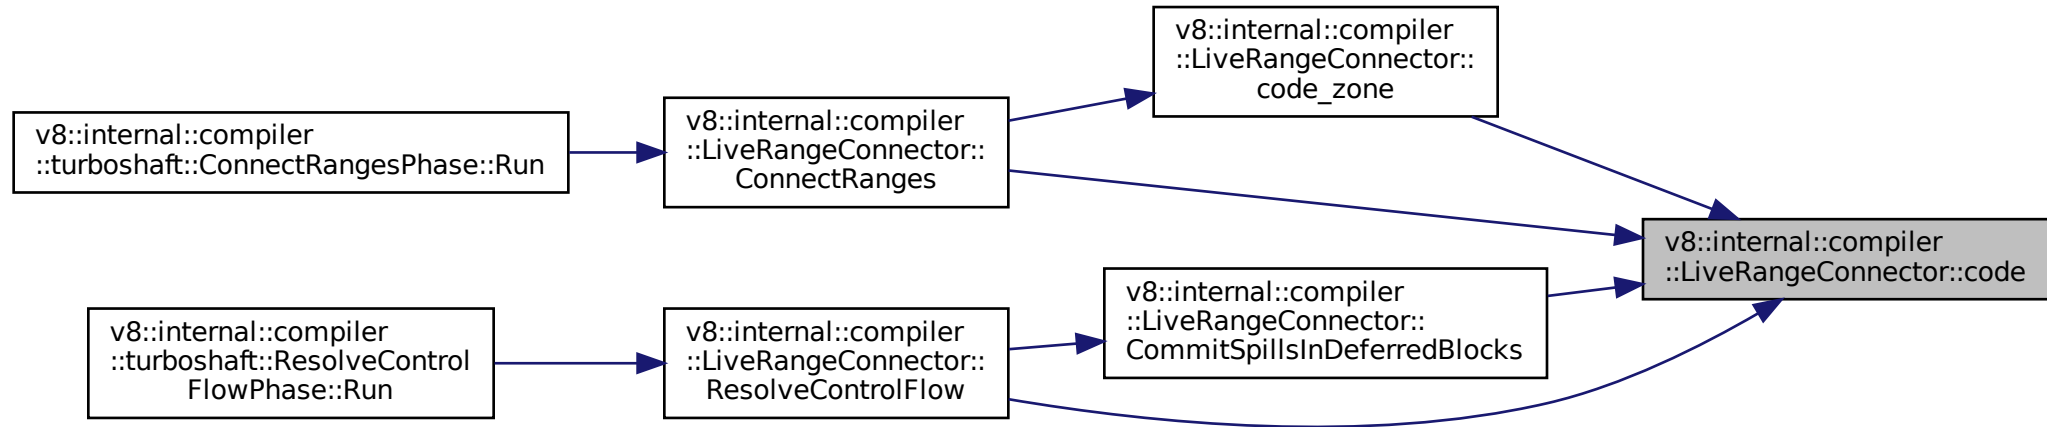 v8::internal::compiler
::turboshaft::ConnectRangesPhase::Run
v8::internal::compiler
::LiveRangeConnector::
ConnectRanges
v8::internal::compiler
::LiveRangeConnector::
code_zone
v8::internal::compiler
::LiveRangeConnector::code
v8::internal::compiler
::turboshaft::ResolveControl
FlowPhase::Run
v8::internal::compiler
::LiveRangeConnector::
ResolveControlFlow
v8::internal::compiler
::LiveRangeConnector::
CommitSpillsInDeferredBlocks